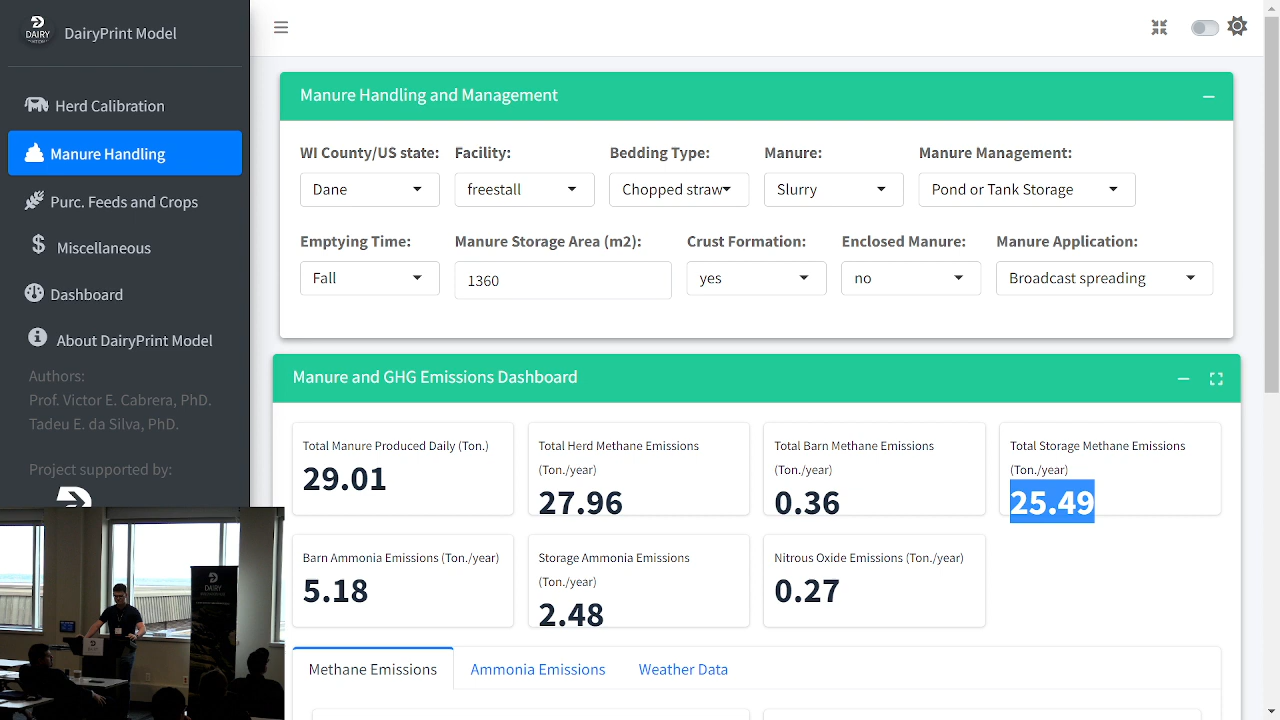 DAIRY
DairyPrint Model
Herd Calibration
Manure Handling
Purc. Feeds and Crops
Miscellaneous
Dashboard
About DairyPrint Model
Authors:
Prof. Victor E. Cabrera, PhD.
Tadeu E. da Silva, PhD.
Project supported by:
Manure Handling and Management
WI County/US state: Facility: Bedding Type: Manure: Manure Management:
Dane freestall Chopped straw Slurry Pond or Tank Storage
Emptying Time: Manure Storage Area (m2): Crust Formation: Enclosed Manure: Manure Application:
Fall 1360 yes no Broadcast spreading
Manure and GHG Emissions Dashboard
Total Manure Produced Daily (Ton.)
29.01
Total Herd Methane Emissions
(Ton./year)
27.96
Total Barn Methane Emissions
(Ton./year)
0.36
Total Storage Methane Emissions
(Ton./year)
25.49
Barn Ammonia Emissions (Ton./year)
5.18
Storage Ammonia Emissions
(Ton./year)
2.48
Nitrous Oxide Emissions (Ton./year)
0.27
Methane Emissions Ammonia Emissions Weather Data
DAIRY